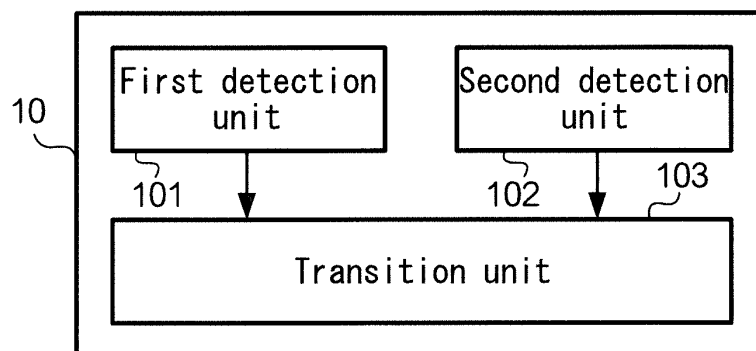 First detection
unit
Second detection
unit
10
101
102
103
Transition unit